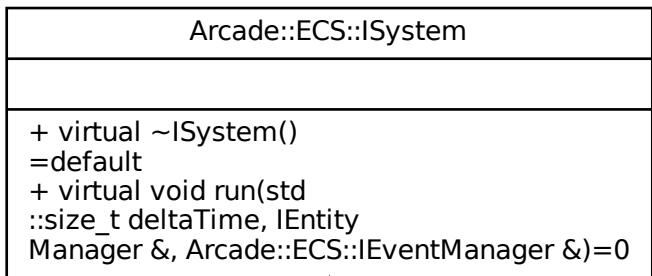 Arcade::ECS::ISystem
+ virtual ~ISystem()
=default
+ virtual void run(std
::size_t deltaTime, IEntity
Manager &, Arcade::ECS::IEventManager &)=0